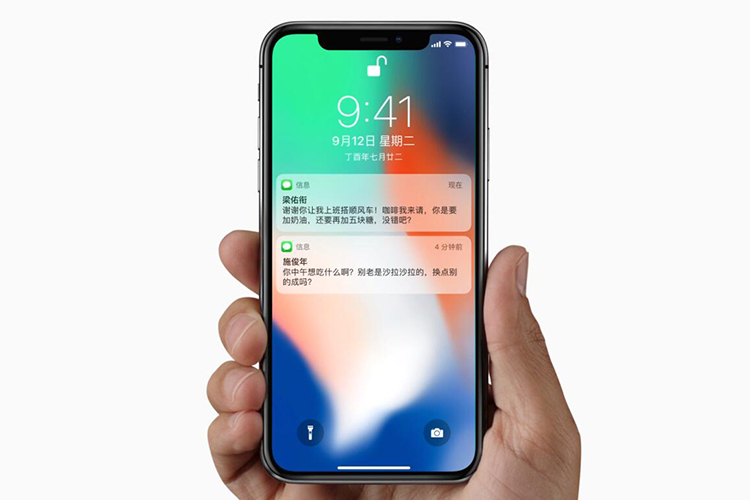 9:41
9月12日 星期二
丁酉年七月廿二
信息 现在
梁佑衔
谢谢你让我上班搭顺风车！咖啡我来请，你是要
加奶油，还要再加五块糖，没错吧？
信息 4 分钟前
施俊年
你中午想吃什么啊？别老是沙拉沙拉的，换点别
的成吗？